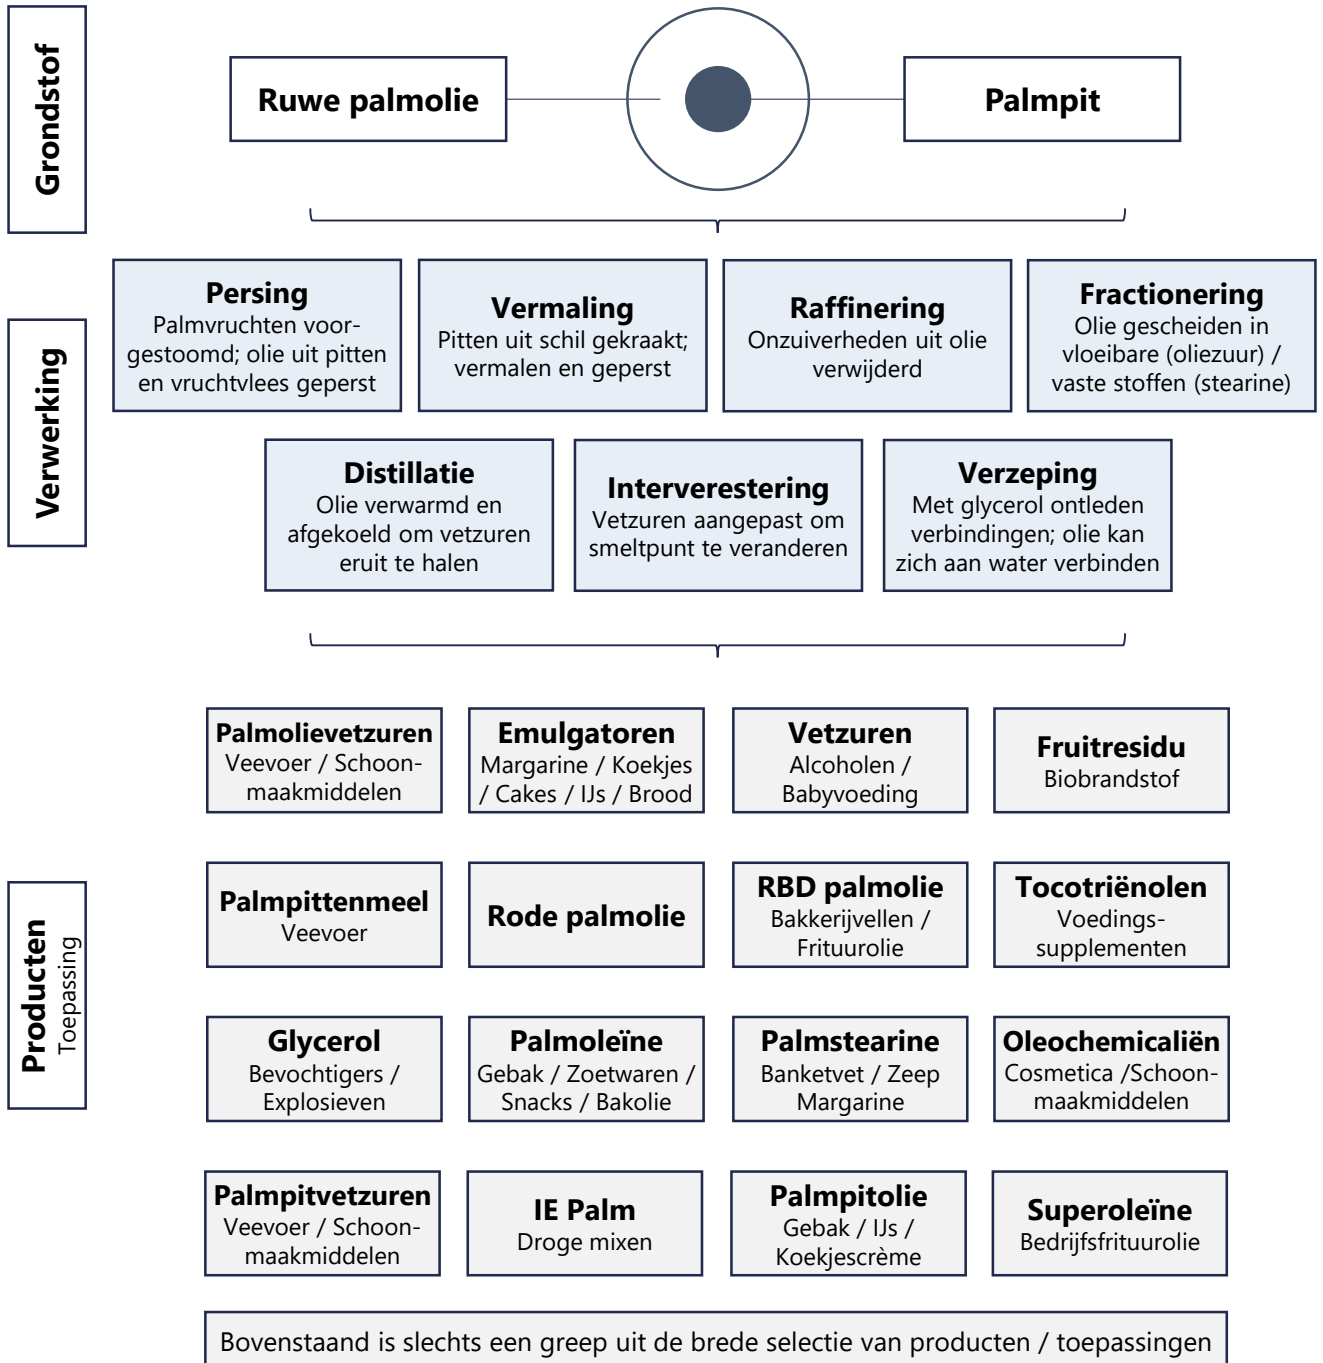 Grondstof
Ruwe palmolie
Palmpit
Verwerking
Persing
Palmvruchten voor-
gestoomd; olie uit pitten
en vruchtvlees geperst
Vermaling
Pitten uit schil gekraakt;
vermalen en geperst
Raffinering
Onzuiverheden uit olie
verwijderd
Fractionering
Olie gescheiden in
vloeibare (oliezuur) /
vaste stoffen (stearine)
Distillatie
Olie verwarmd en
afgekoeld om vetzuren
eruit te halen
Interverestering
Vetzuren aangepast om
smeltpunt te veranderen
Verzeping
Met glycerol ontleden
verbindingen; olie kan
zich aan water verbinden
Producten
Toepassing
Palmolievetzuren
Veevoer / Schoon-
maakmiddelen
Emulgatoren
Margarine / Koekjes
/ Cakes / IJs / Brood
Vetzuren
Alcoholen /
Babyvoeding
Fruitresidu
Biobrandstof
Palmpittenmeel
Veevoer
Rode palmolie
RBD palmolie
Bakkerijvellen /
Frituurolie
Tocotriënolen
Voedings-
supplementen
Glycerol
Bevochtigers /
Explosieven
Palmoleïne
Gebak / Zoetwaren /
Snacks / Bakolie
Palmstearine
Banketvet / Zeep
Margarine
Oleochemicaliën
Cosmetica /Schoon-
maakmiddelen
Palmpitvetzuren
Veevoer / Schoon-
maakmiddelen
IE Palm
Droge mixen
Palmpitolie
Gebak / IJs /
Koekjescrème
Superoleïne
Bedrijfsfrituurolie
Bovenstaand is slechts een greep uit de brede selectie van producten / toepassingen